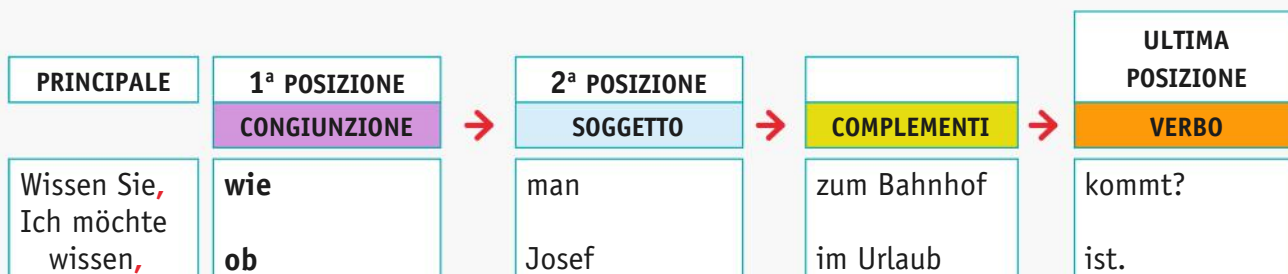 PRINCIPALE
1ª POSIZIONE
CONGIUNZIONE
2ª POSIZIONE
SOGGETTO
COMPLEMENTI
ULTIMA
POSIZIONE
VERBO
Wissen Sie, wie man zum Bahnhof kommt?
Ich möchte
wissen, ob Josef im Urlaub ist.